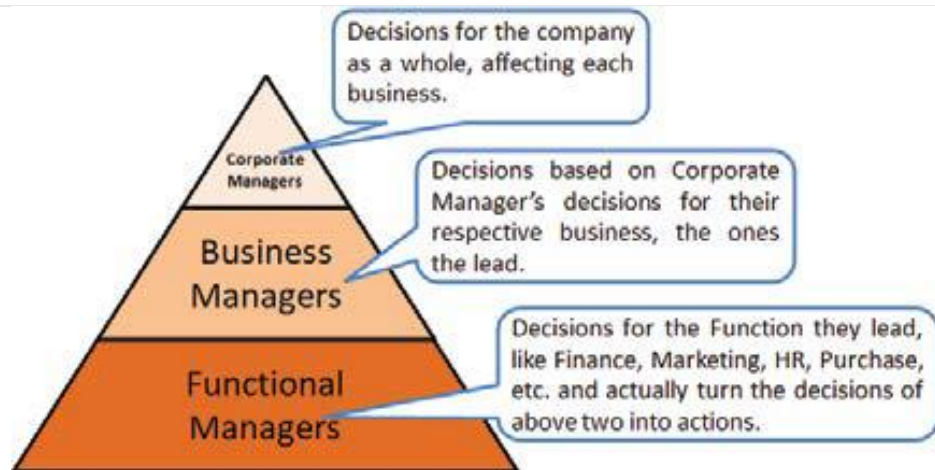 Decisions for the company
as a whole, affecting each
business.
Corporate
Managers
Decisions based on Corporate
Manager's decisions for their
respective business, the ones
the lead.
Business
Managers
Decisions for the Function they lead,
like Finance, Marketing, HR, Purchase,
etc. and actually turn the decisions of
above two into actions.
Functional
Managers